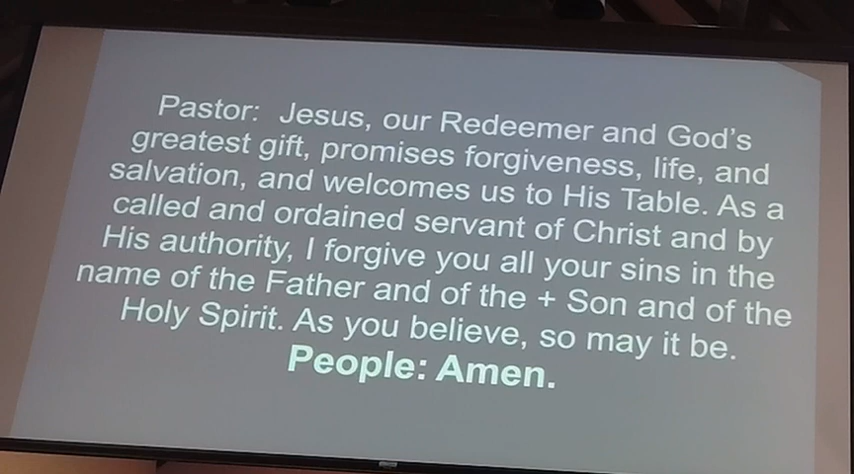 Pastor: Jesus, our Redeemer and God's
greatest gift, promises forgiveness, life, and
salvation, and welcomes us to His Table. As a
called and ordained servant of Christ and by
His authority, I forgive you all your sins in the
name of the Father and of the + Son and of the
Holy Spirit. As you believe, so may it be.
People: Amen.